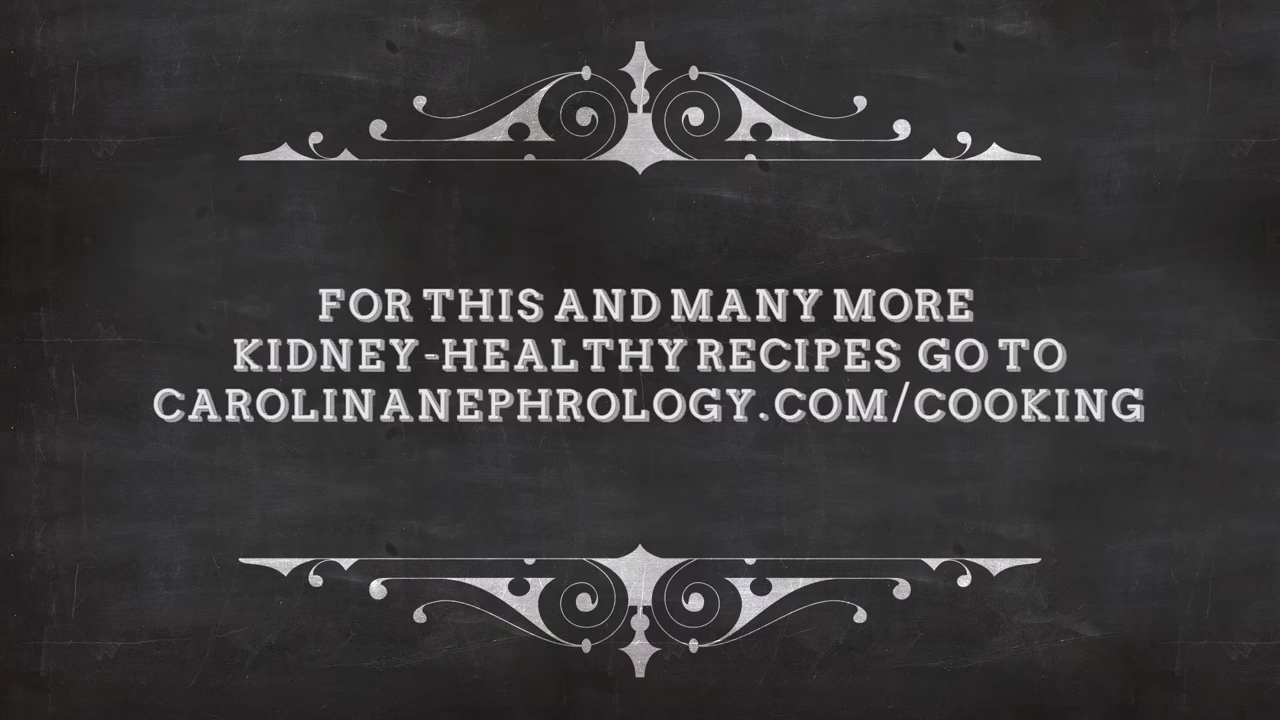 FOR THIS AND MANY MORE
KIDNEY-HEALTHY RECIPES GO TO
CAROLINANEPHROLOGY.COM/COOKING